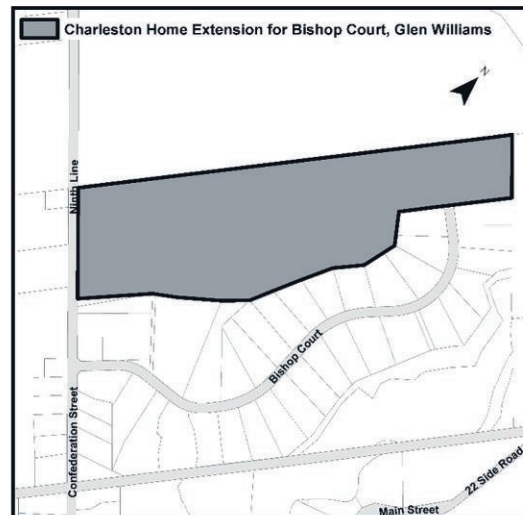 Charleston Home Extension for Bishop Court, Glen Williams
N
Ninth Line
Bishop Court
Confederation Street
22 Side Road
Main Street